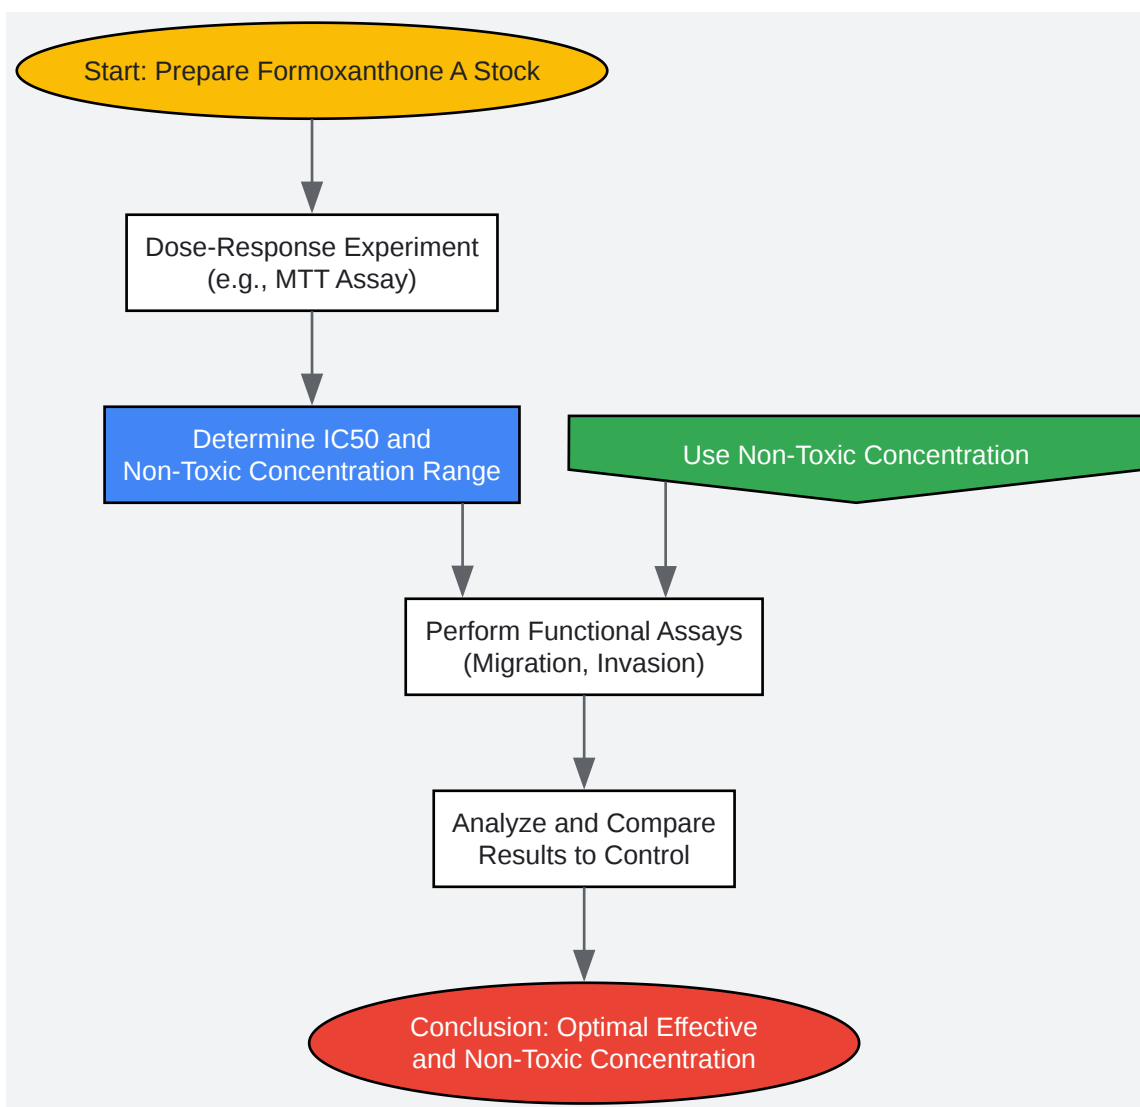 Start: Prepare Formoxanthone A Stock
Dose-Response Experiment
(e.g., MTT Assay)
Determine IC50 and
Non-Toxic Concentration Range
Use Non-Toxic Concentration
Perform Functional Assays
(Migration, Invasion)
Analyze and Compare
Results to Control
Conclusion: Optimal Effective
and Non-Toxic Concentration